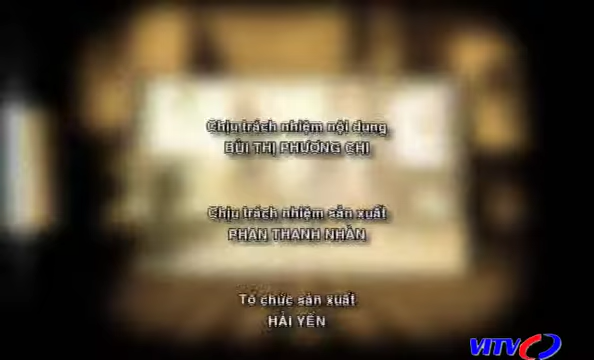 Chịu trách nhiệm nội dung
BÙI THỊ PHƯƠNG CHI
Chịu trách nhiệm sản xuất
PHAN THANH NHÀN
Tổ chức sản xuất
HẢI YẾN
VITV